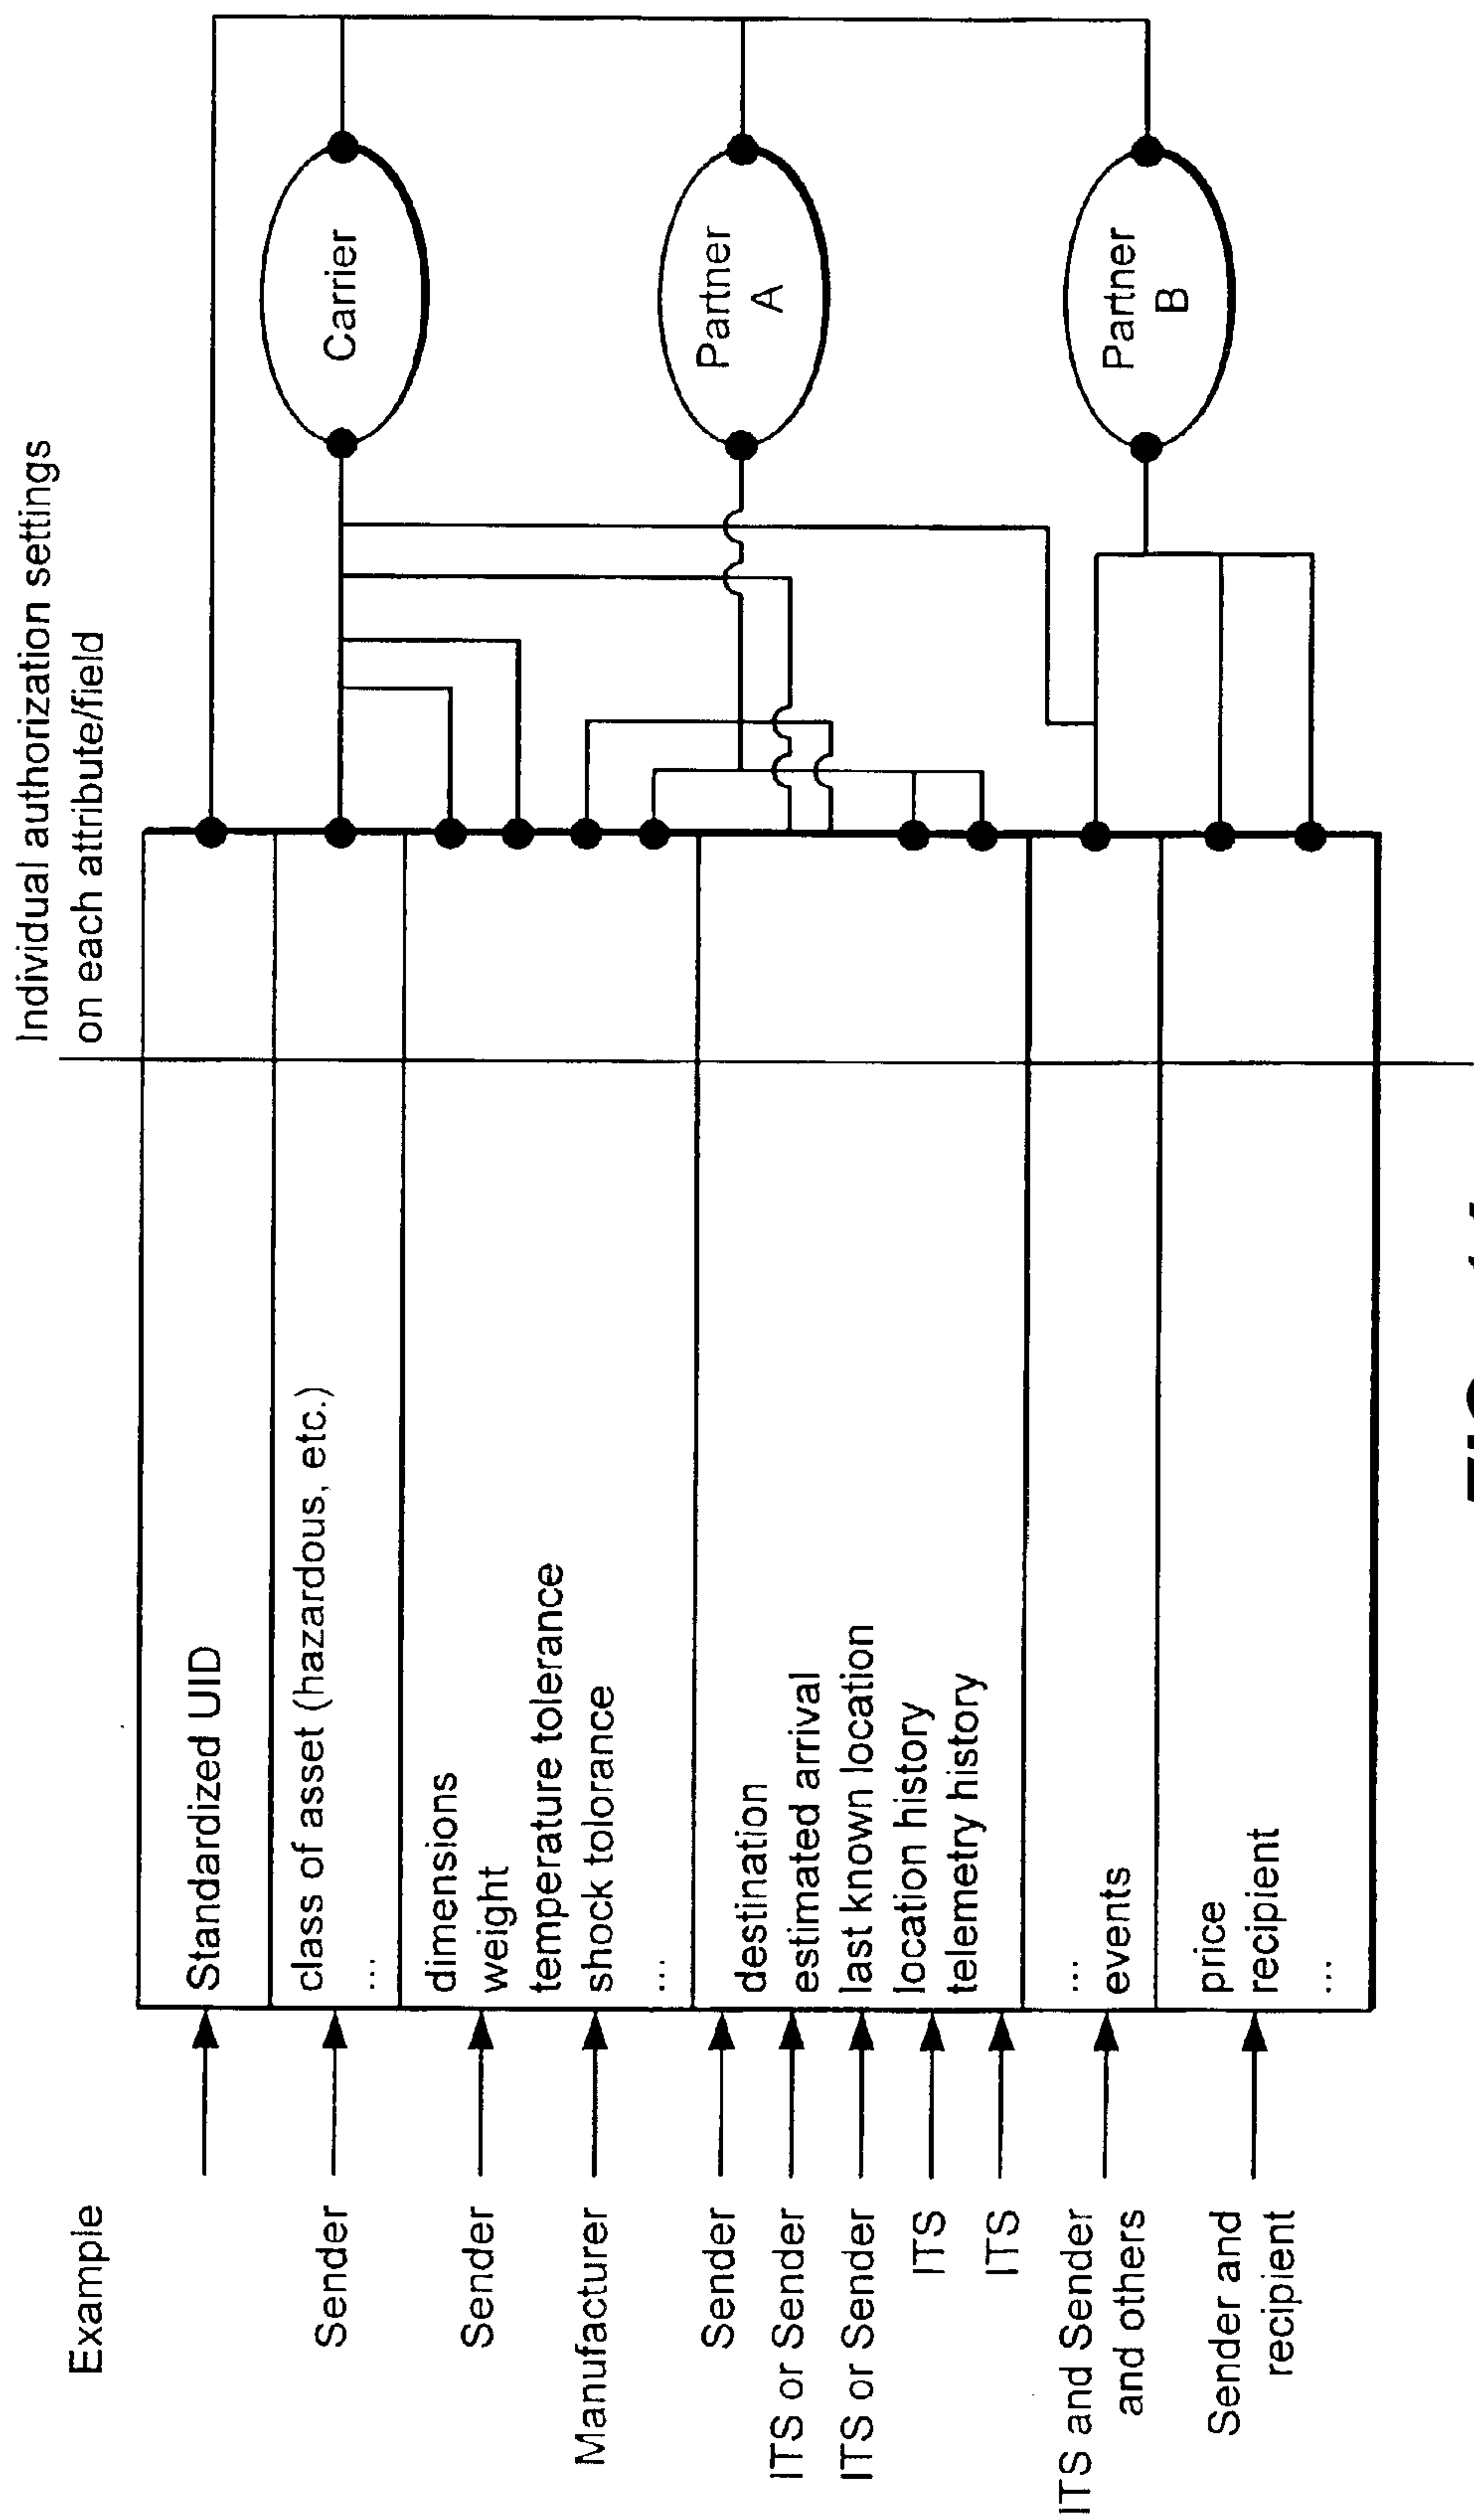 Individual authorization settings
on each attribute/field
Example
Standardized UID
Sender
class of asset (hazardous, etc.)
...
Sender
dimensions
weight
Manufacturer
temperature tolerance
shock tolorance
...
Sender
destination
ITS or Sender
estimated arrival
ITS or Sender
last known location
ITS
location history
ITS
telemetry history
...
ITS and Sender
and others
events
Sender and
recipient
price
recipient
...
Carrier
Partner
A
Partner
B